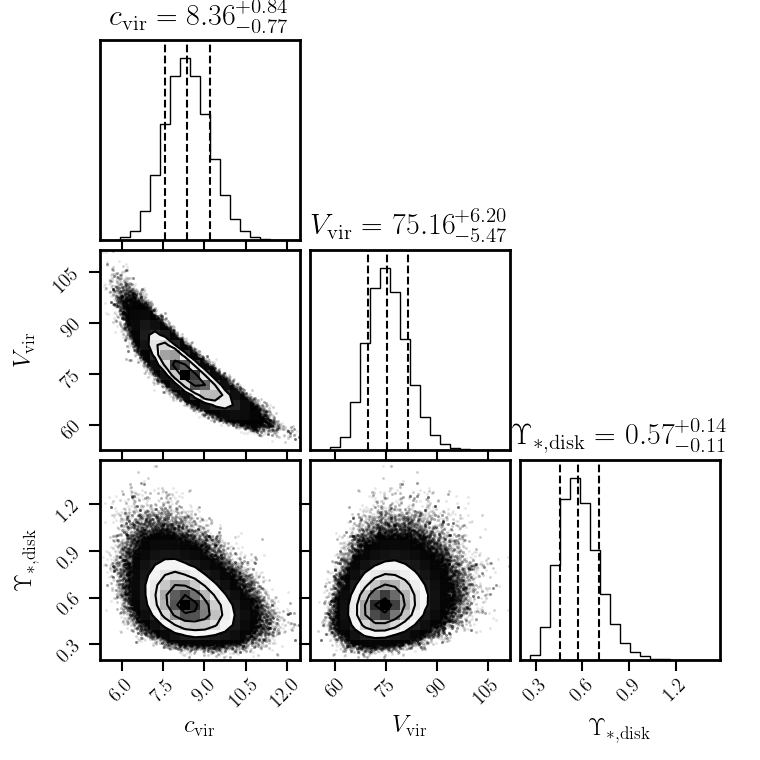 c_vir = 8.36^{+0.84}_{-0.77}
V_vir = 75.16^{+6.20}_{-5.47}
105
90
75
60
V_vir
ϒ_{*,disk} = 0.57^{+0.14}_{-0.11}
1.2
0.9
0.6
0.3
ϒ_{*,disk}
6.0 7.5 9.0 10.5 12.0
60 75 90 105
0.3 0.6 0.9 1.2
c_vir
V_vir
ϒ_{*,disk}